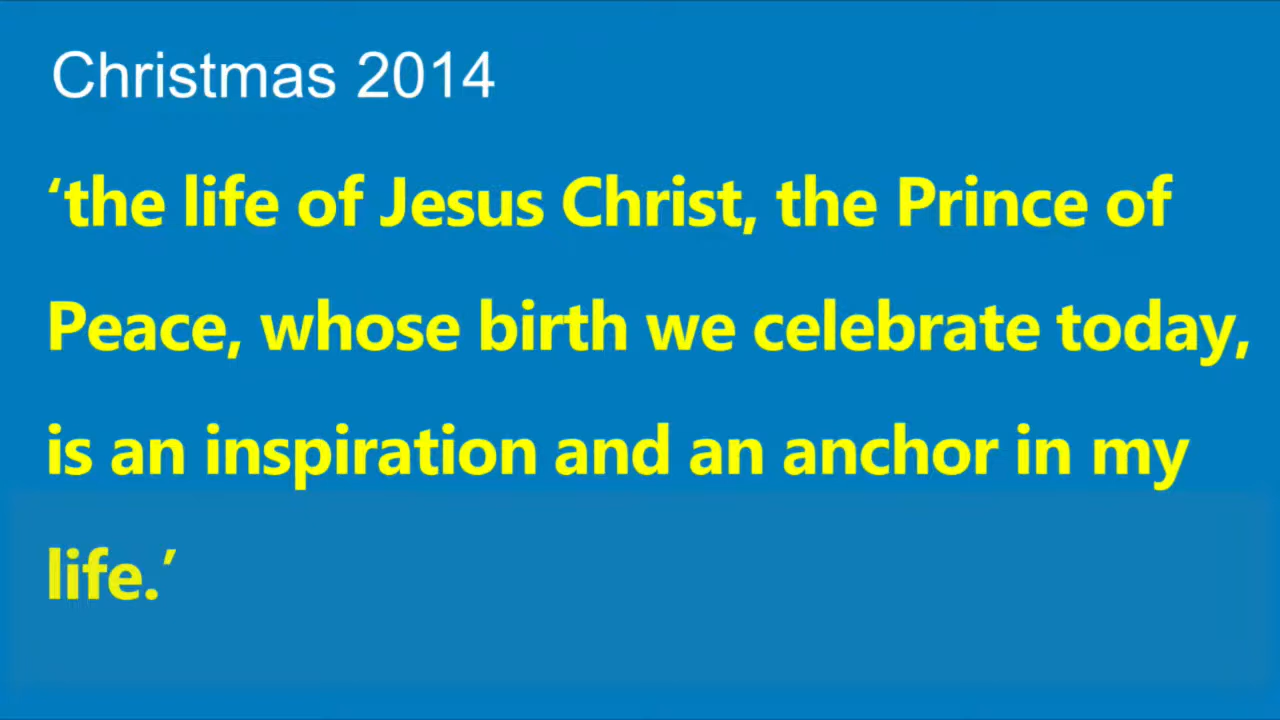 Christmas 2014
‘the life of Jesus Christ, the Prince of
Peace, whose birth we celebrate today,
is an inspiration and an anchor in my
life.’